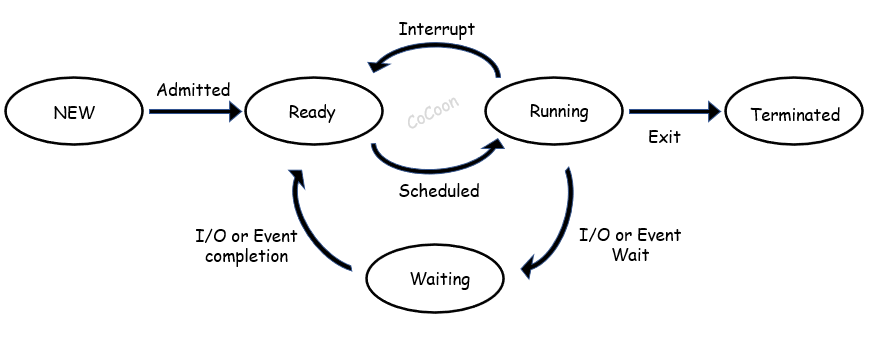 Interrupt
Admitted
NEW
Ready
CoCoon
Running
Terminated
Exit
Scheduled
I/O or Event
completion
I/O or Event
Wait
Waiting